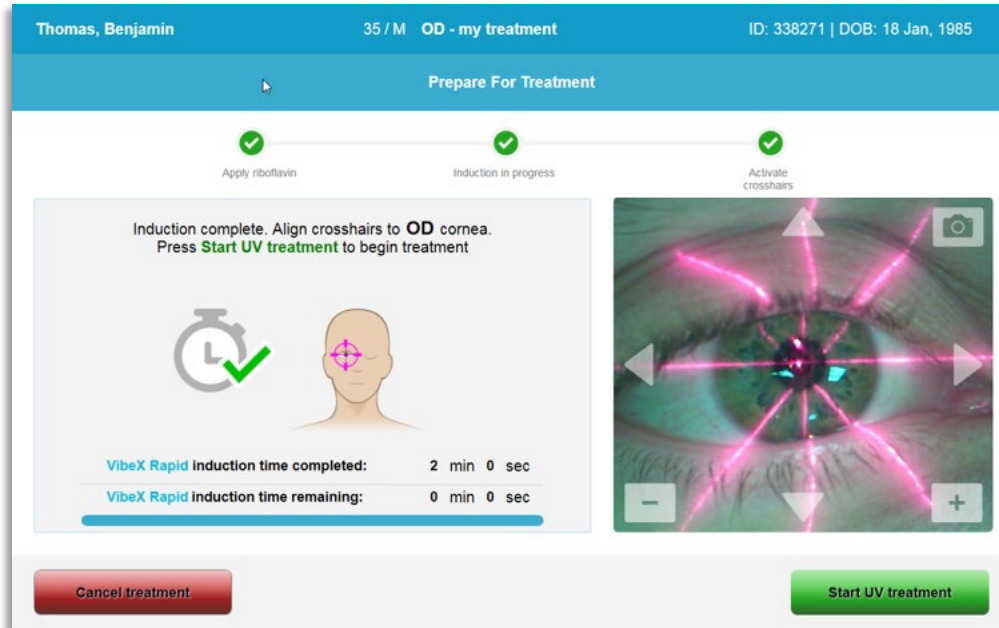 Thomas, Benjamin 35 / M OD - my treatment ID: 338271 | DOB: 18 Jan, 1985
Prepare For Treatment
Apply riboflavin Induction in progress Activate
crosshairs
Induction complete. Align crosshairs to OD cornea.
Press Start UV treatment to begin treatment
VibeX Rapid induction time completed: 2 min 0 sec
VibeX Rapid induction time remaining: 0 min 0 sec
Cancel treatment Start UV treatment